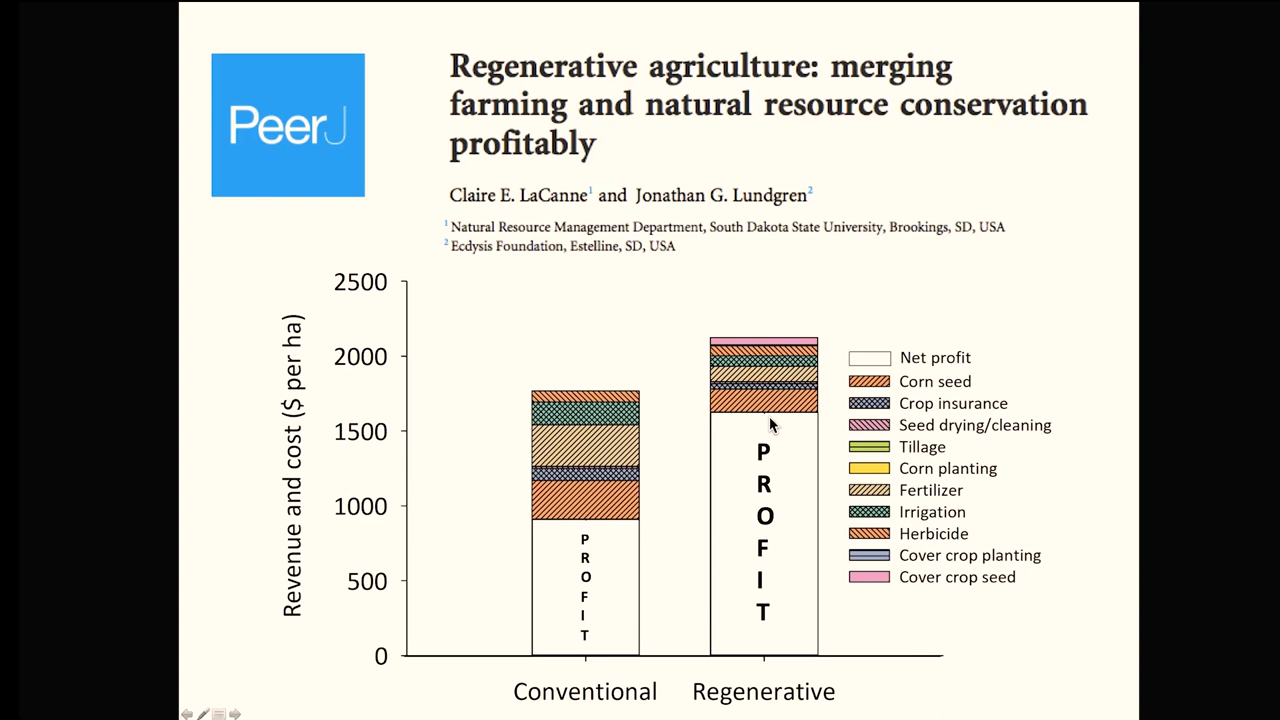 PeerJ
Regenerative agriculture: merging
farming and natural resource conservation
profitably
Claire E. LaCanne1 and Jonathan G. Lundgren2
1 Natural Resource Management Department, South Dakota State University, Brookings, SD, USA
2 Ecdysis Foundation, Estelline, SD, USA
Revenue and cost ($ per ha)
2500
2000
1500
1000
500
0
PROFIT
PROFIT
Conventional
Regenerative
Net profit
Corn seed
Crop insurance
Seed drying/cleaning
Tillage
Corn planting
Fertilizer
Irrigation
Herbicide
Cover crop planting
Cover crop seed